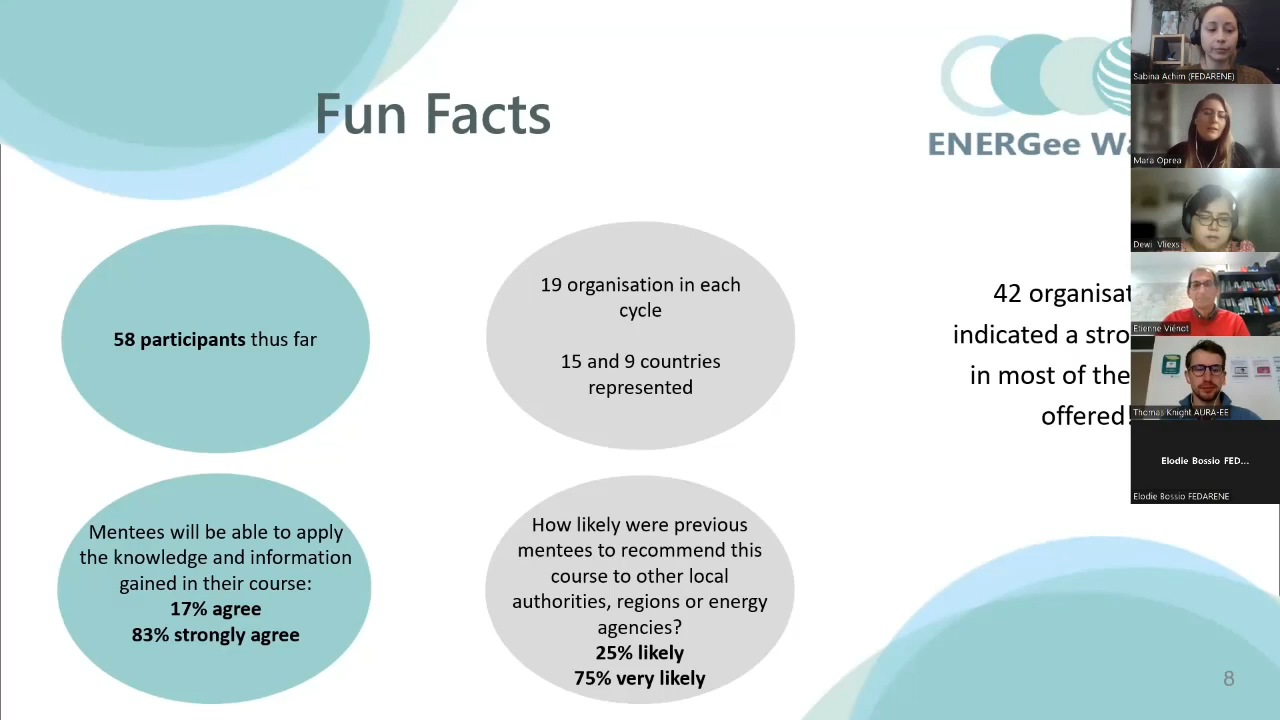 Fun Facts
ENERGee Wa
58 participants thus far
19 organisation in each
cycle
15 and 9 countries
represented
42 organisat
indicated a stro
in most of the
offered!
Mentees will be able to apply
the knowledge and information
gained in their course:
17% agree
83% strongly agree
How likely were previous
mentees to recommend this
course to other local
authorities, regions or energy
agencies?
25% likely
75% very likely
8
Sabina Achim (FEDARENE)
Mara Oprea
Dewi Vliexs
Etienne Viénot
Thomas Knight AURA-EE
Elodie Bossio FED...
Elodie Bossio FEDARENE